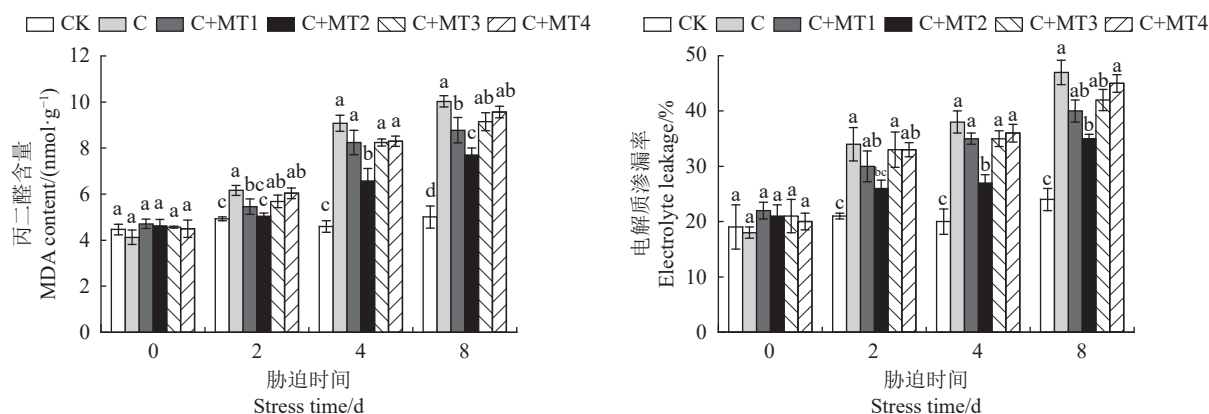 CK C C+MT1 C+MT2 C+MT3 C+MT4
12
10
8
6
4
2
0
丙二醛含量
MDA content/(nmol·g⁻¹)
a a a a a a
c a bc c ab ab
c a a b a a
d a b c ab ab
0 2 4 8
胁迫时间
Stress time/d
CK C C+MT1 C+MT2 C+MT3 C+MT4
50
40
30
20
10
0
电解质渗漏率
Electrolyte leakage/%
a a a a a a
c a ab bc a ab
c a a b a a
c a ab b ab a
0 2 4 8
胁迫时间
Stress time/d